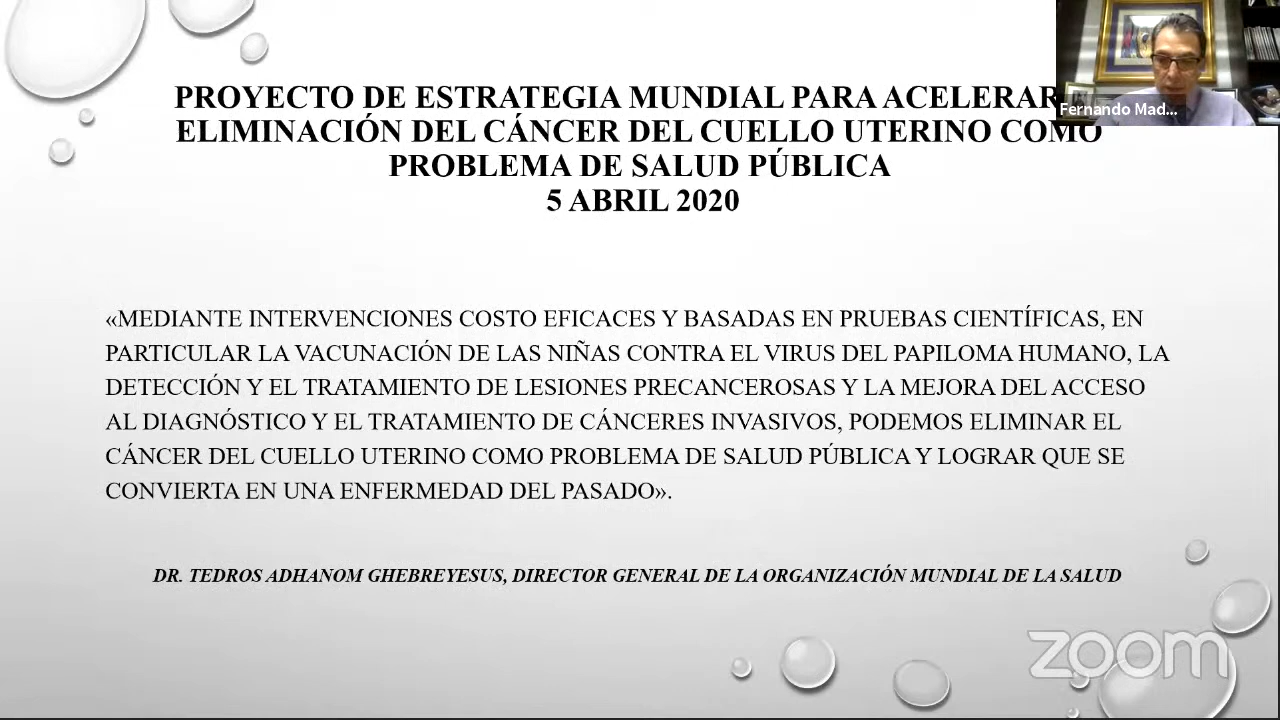 PROYECTO DE ESTRATEGIA MUNDIAL PARA ACELERAR
ELIMINACIÓN DEL CÁNCER DEL CUELLO UTERINO COMO
PROBLEMA DE SALUD PÚBLICA
5 ABRIL 2020
Fernando Mad...
«MEDIANTE INTERVENCIONES COSTO EFICACES Y BASADAS EN PRUEBAS CIENTÍFICAS, EN
PARTICULAR LA VACUNACIÓN DE LAS NIÑAS CONTRA EL VIRUS DEL PAPILOMA HUMANO, LA
DETECCIÓN Y EL TRATAMIENTO DE LESIONES PRECANCEROSAS Y LA MEJORA DEL ACCESO
AL DIAGNÓSTICO Y EL TRATAMIENTO DE CÁNCERES INVASIVOS, PODEMOS ELIMINAR EL
CÁNCER DEL CUELLO UTERINO COMO PROBLEMA DE SALUD PÚBLICA Y LOGRAR QUE SE
CONVIERTA EN UNA ENFERMEDAD DEL PASADO».
DR. TEDROS ADHANOM GHEBREYESUS, DIRECTOR GENERAL DE LA ORGANIZACIÓN MUNDIAL DE LA SALUD
zoom